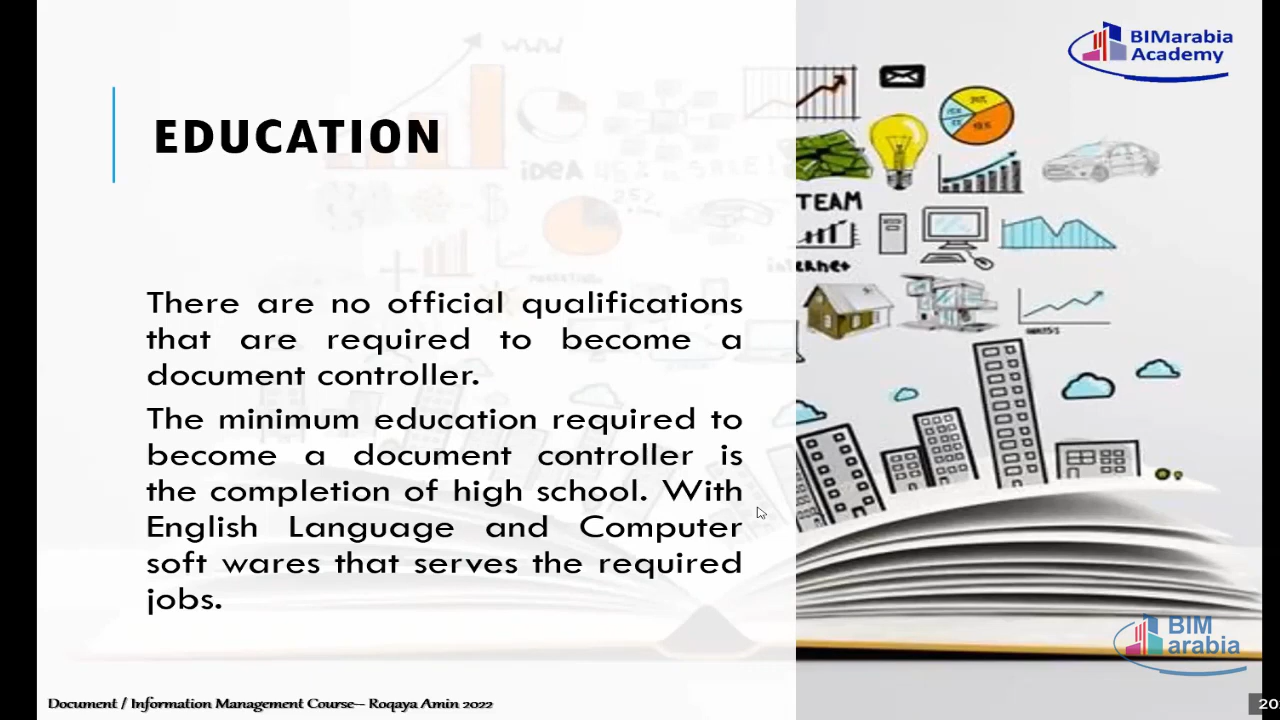 BIMarabia
Academy
EDUCATION
There are no official qualifications
that are required to become a
document controller.
The minimum education required to
become a document controller is
the completion of high school. With
English Language and Computer
soft wares that serves the required
jobs.
iDEA
TEAM
BIM
arabia
Document / Information Management Course-- Roqaya Amin 2022
20